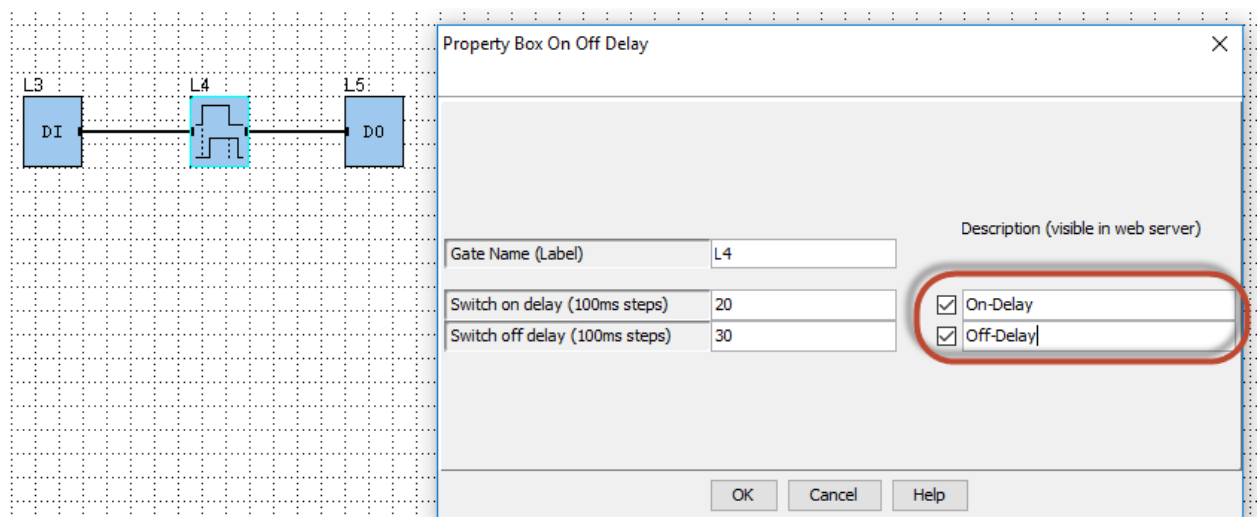 Property Box On Off Delay
L3 L4 L5
DI DO
Description (visible in web server)
Gate Name (Label) L4
Switch on delay (100ms steps) 20 On-Delay
Switch off delay (100ms steps) 30 Off-Delay
OK Cancel Help